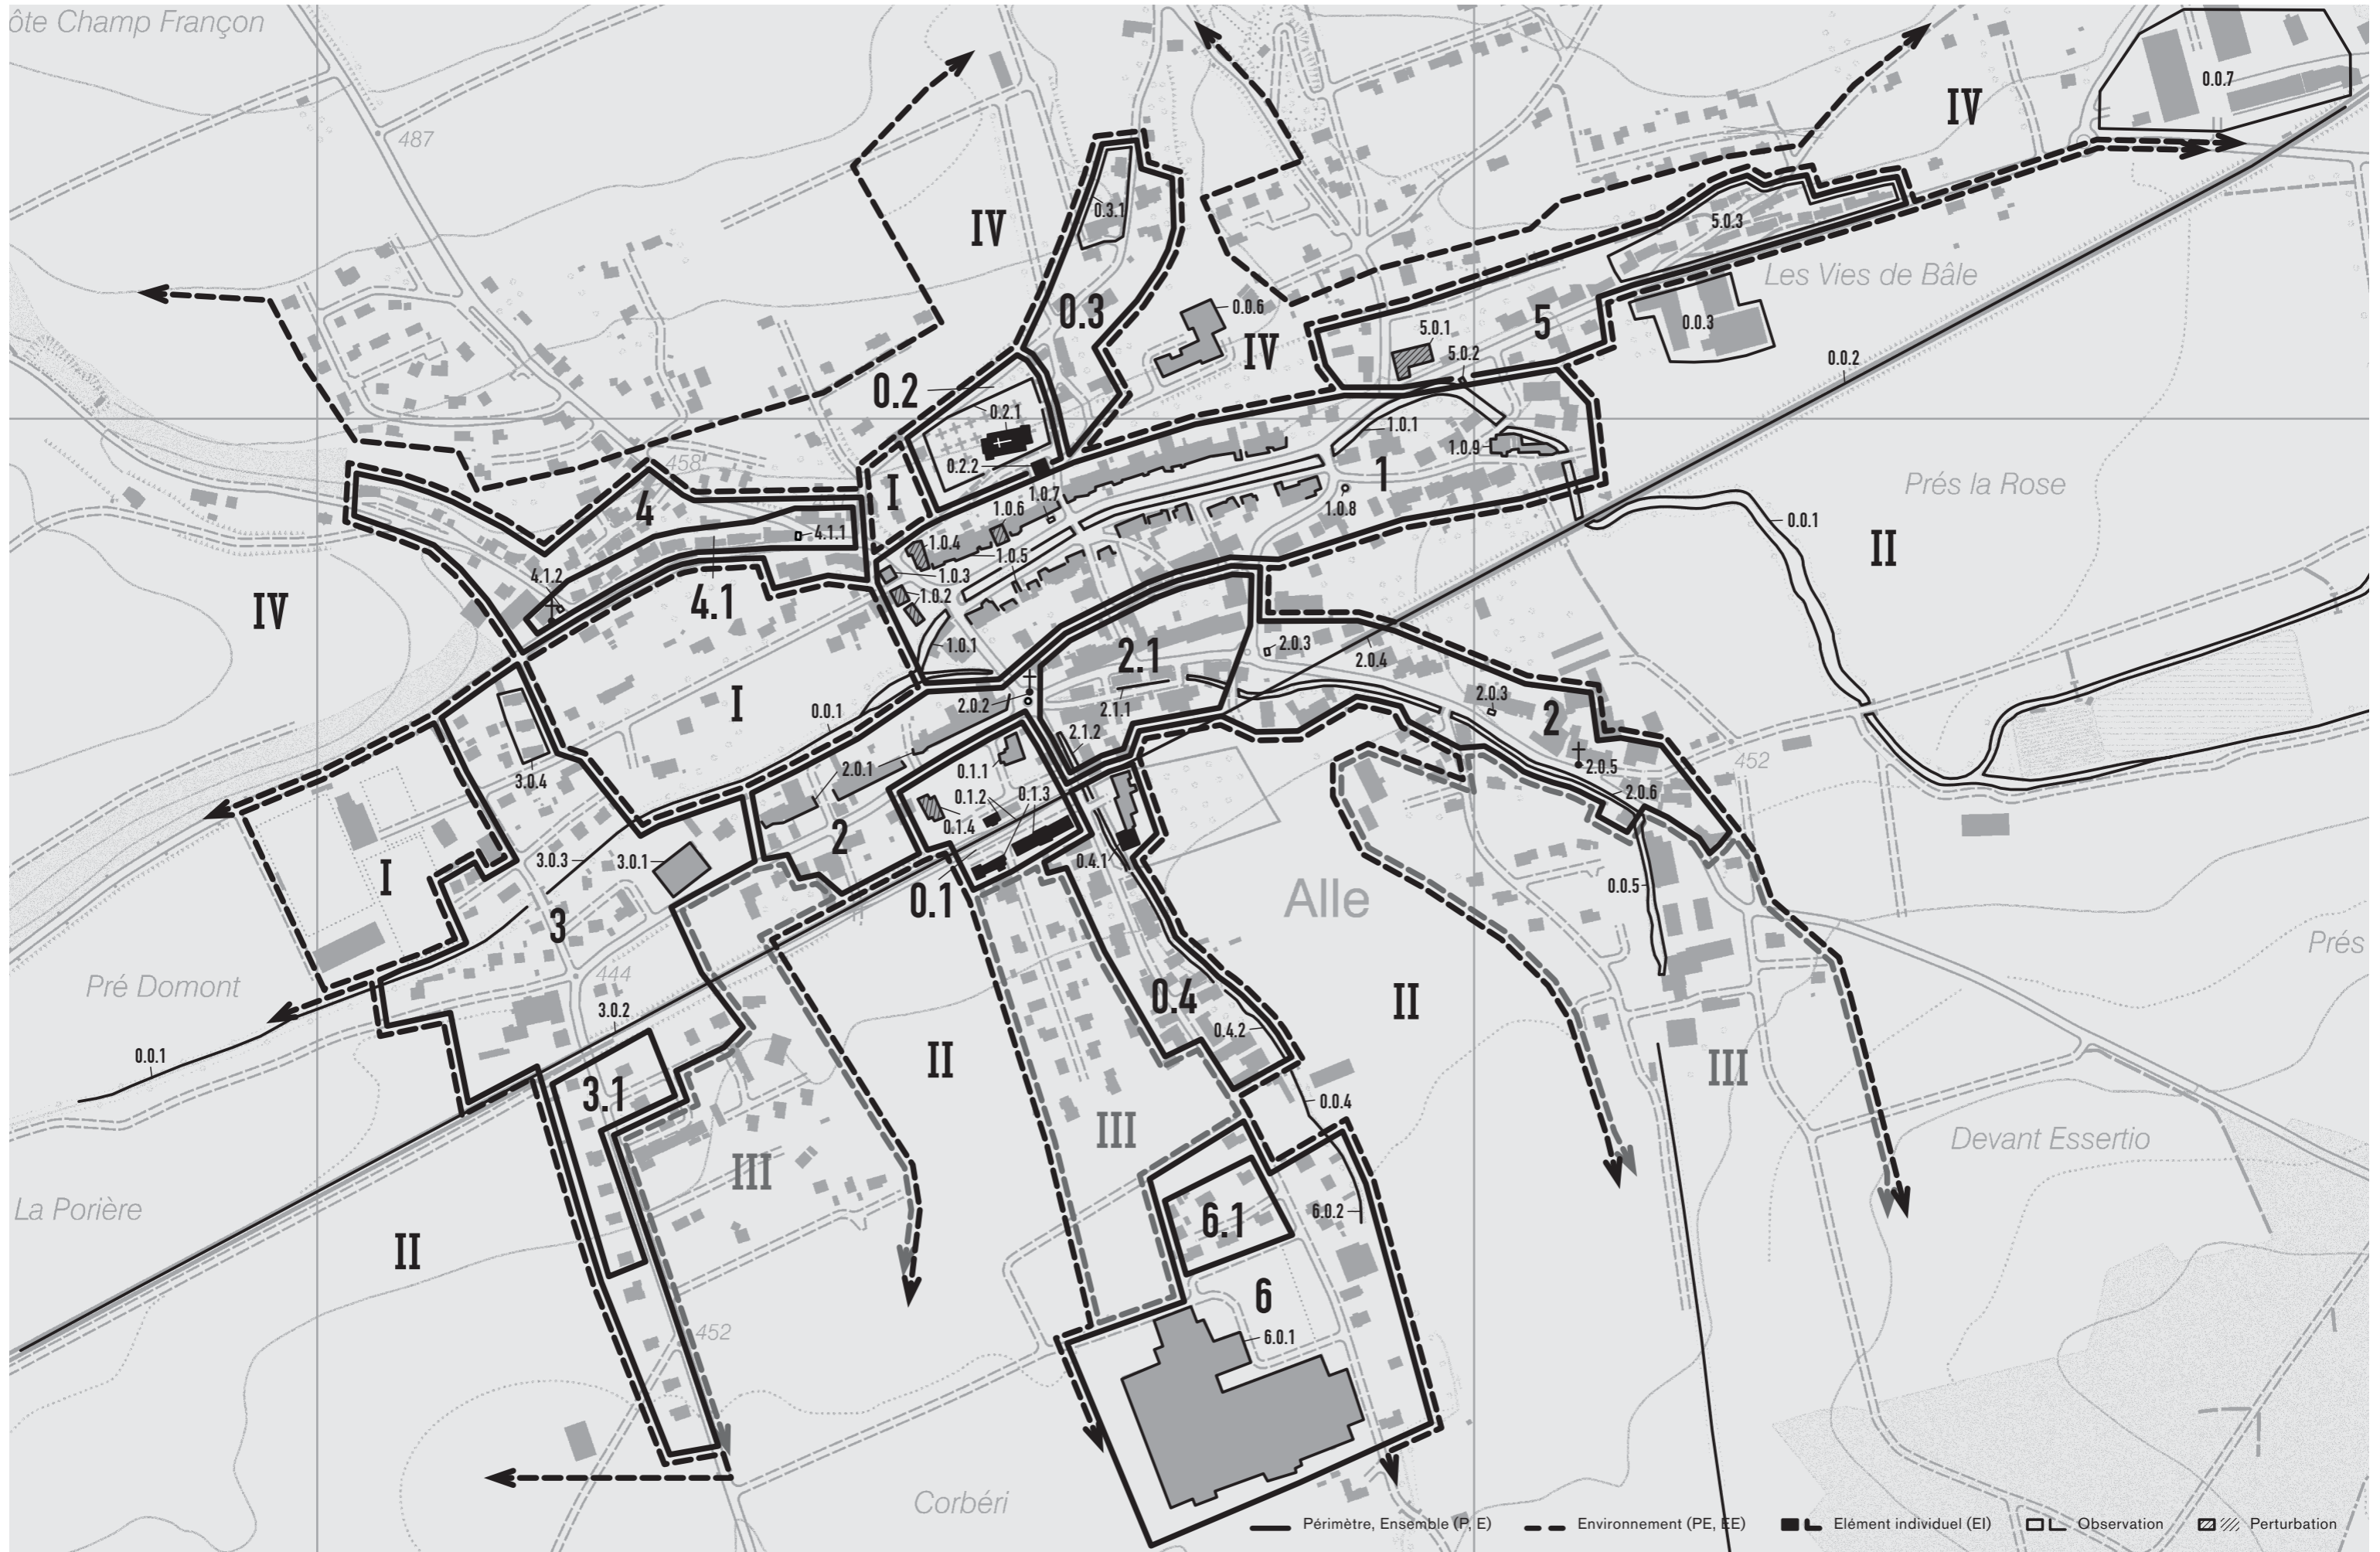 ôte Champ Françon
487
0.0.7
IV
IV
0.3.1
5.0.3
Les Vies de Bâle
0.3
0.0.6
5.0.1
5.0.2
5
0.0.3
0.0.2
IV
0.2
0.2.1
1.0.1
1.0.9
458
0.2.2
I
1
4
1.0.7
1.0.6
1.0.8
Prés la Rose
4.1.1
1.0.4
1.0.5
0.0.1
II
4.1.2
1.0.3
1.0.2
4.1
IV
1.0.1
2.1
2.0.3
2.0.4
I
2.0.2
2.0.3
0.0.1
2.1.1
2
2.1.2
3.0.4
2.0.1
0.1.1
2.0.5
452
0.1.2
0.1.3
2.0.6
0.1.4
2
3.0.3
3.0.1
0.4.1
I
0.1
Alle
0.0.5
3
Prés
Pré Domont
444
0.4
II
3.0.2
0.4.2
0.0.1
II
III
3.1
0.0.4
III
Devant Essertio
III
La Porière
6.1
6.0.2
II
6
452
6.0.1
Corbéri
Périmètre, Ensemble (P, E)
Environnement (PE, EE)
Elément individuel (EI)
Observation
Perturbation